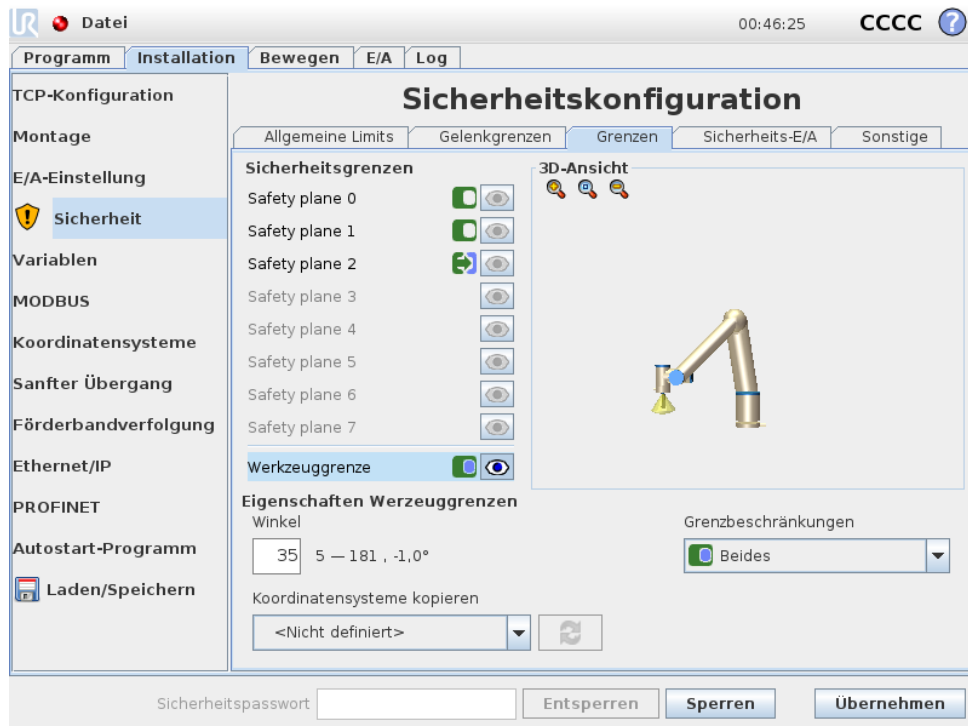 UR Datei 00:46:25 CCCC ?
Programm Installation Bewegen E/A Log
TCP-Konfiguration
Montage
E/A-Einstellung
Sicherheit
Variablen
MODBUS
Koordinatensysteme
Sanfter Übergang
Förderbandverfolgung
Ethernet/IP
PROFINET
Autostart-Programm
Laden/Speichern
Sicherheitskonfiguration
Allgemeine Limits Gelenkgrenzen Grenzen Sicherheits-E/A Sonstige
Sicherheitsgrenzen
Safety plane 0
Safety plane 1
Safety plane 2
Safety plane 3
Safety plane 4
Safety plane 5
Safety plane 6
Safety plane 7
Werkzeuggrenze
3D-Ansicht
Eigenschaften Werzeuggrenzen
Winkel
35 5 — 181 , -1,0°
Grenzbeschränkungen
Beides
Koordinatensysteme kopieren
<Nicht definiert>
Sicherheitspasswort Entsperren Sperren Übernehmen